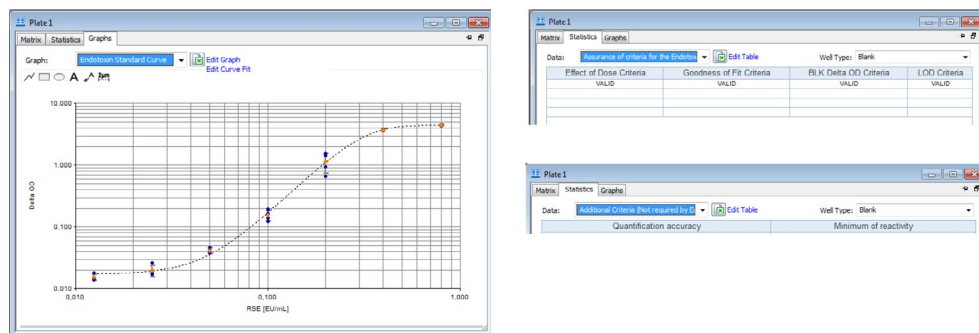 Plate 1
Matrix Statistics Graphs
Graph: Endotoxin Standard Curve Edit Graph
Edit Curve Fit
A
10.000
1.000
0.100
0.010
Delta OD
0,010 0,100 1,000
RSE [EU/mL]
Plate 1
Matrix Statistics Graphs
Data: Assurance of criteria for the Endotox Edit Table Well Type: Blank
Effect of Dose Criteria Goodness of Fit Criteria BLK Delta OD Criteria LOD Criteria
VALID VALID VALID VALID
Plate 1
Matrix Statistics Graphs
Data: Additional Criteria (Not required by E Edit Table Well Type: Blank
Quantification accuracy Minimum of reactivity